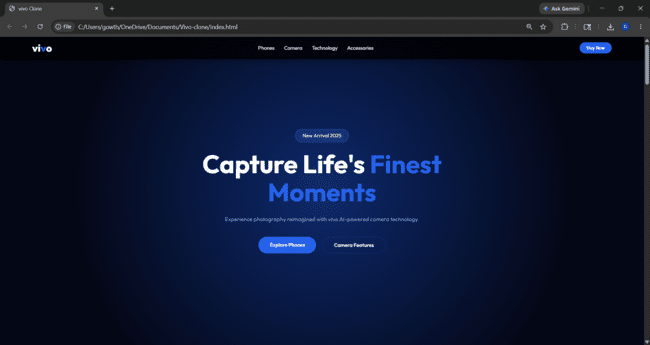 vivo Clone
Ask Gemini
File
C:/Users/gowth/OneDrive/Documents/Vivo-clone/index.html
G
vivo
Phones
Camera
Technology
Accessories
Buy Now
New Arrival 2025
Capture Life's Finest
Moments
Experience photography reimagined with vivo AI-powered camera technology
Explore Phones
Camera Features